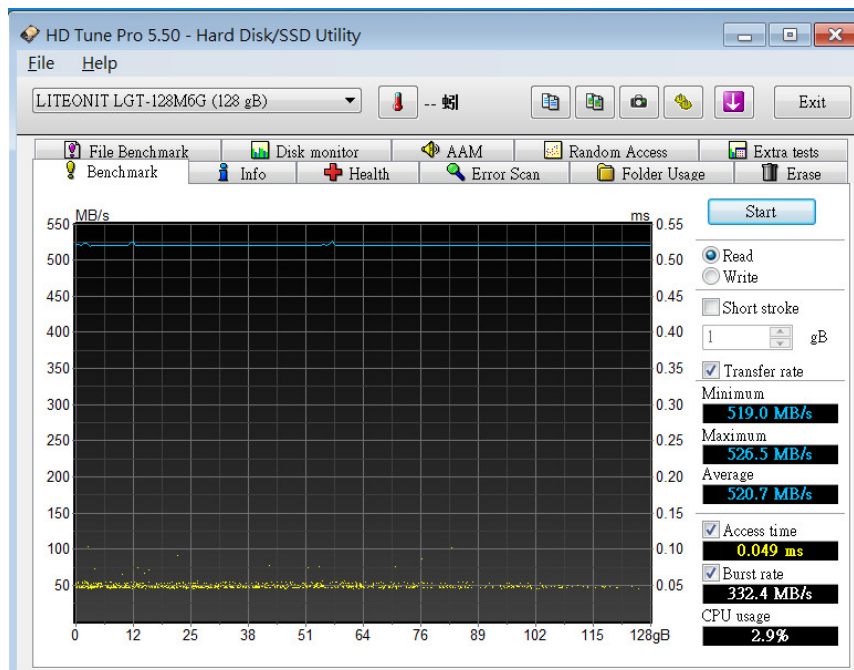 HD Tune Pro 5.50 - Hard Disk/SSD Utility
File Help
LITEONIT LGT-128M6G (128 gB)
-- 蚓
Exit
File Benchmark Disk monitor AAM Random Access Extra tests
Benchmark Info Health Error Scan Folder Usage Erase
MB/s ms
Start
550 0.55
500 0.50
450 0.45
400 0.40
350 0.35
300 0.30
250 0.25
200 0.20
150 0.15
100 0.10
50 0.05
0 12 25 38 51 64 76 89 102 115 128gB
Read
Write
Short stroke
1 gB
Transfer rate
Minimum
519.0 MB/s
Maximum
526.5 MB/s
Average
520.7 MB/s
Access time
0.049 ms
Burst rate
332.4 MB/s
CPU usage
2.9%